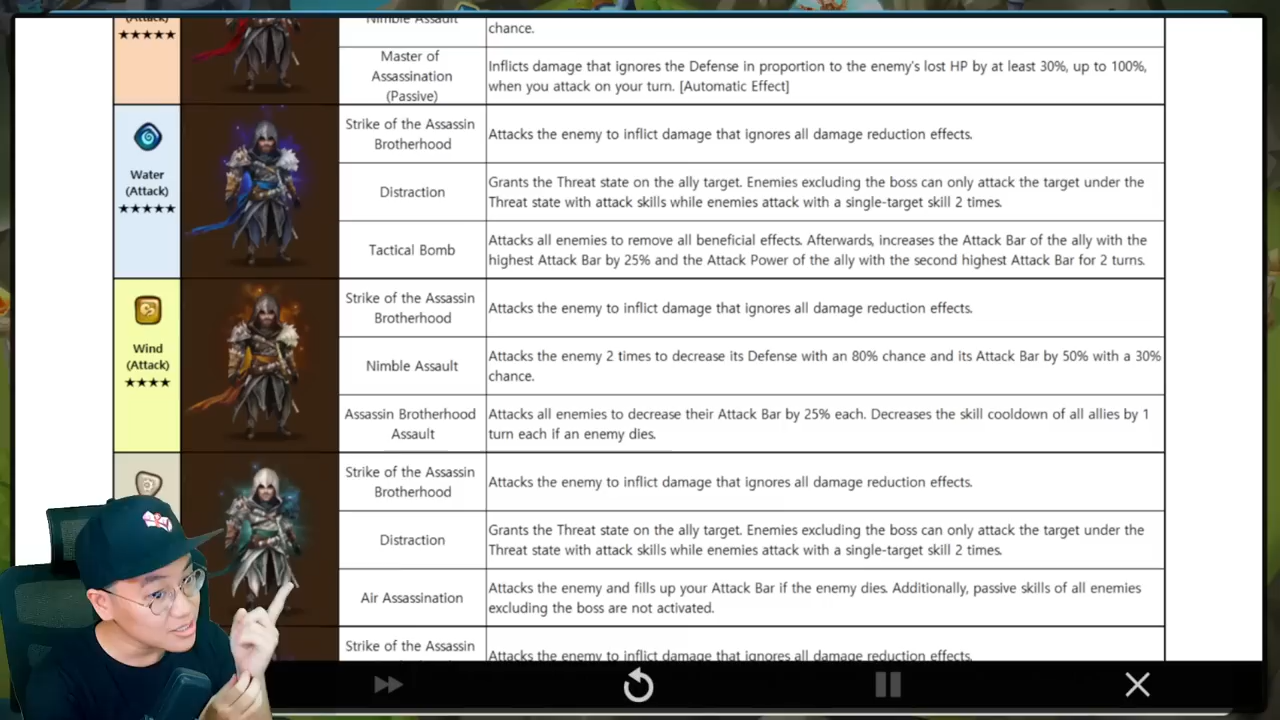 (Attack)
★★★★★
Nimble Assault
chance.
Master of
Assassination
(Passive)
Inflicts damage that ignores the Defense in proportion to the enemy's lost HP by at least 30%, up to 100%,
when you attack on your turn. [Automatic Effect]
Water
(Attack)
★★★★★
Strike of the Assassin
Brotherhood
Attacks the enemy to inflict damage that ignores all damage reduction effects.
Distraction
Grants the Threat state on the ally target. Enemies excluding the boss can only attack the target under the
Threat state with attack skills while enemies attack with a single-target skill 2 times.
Tactical Bomb
Attacks all enemies to remove all beneficial effects. Afterwards, increases the Attack Bar of the ally with the
highest Attack Bar by 25% and the Attack Power of the ally with the second highest Attack Bar for 2 turns.
Wind
(Attack)
★★★★
Strike of the Assassin
Brotherhood
Attacks the enemy to inflict damage that ignores all damage reduction effects.
Nimble Assault
Attacks the enemy 2 times to decrease its Defense with an 80% chance and its Attack Bar by 50% with a 30%
chance.
Assassin Brotherhood
Assault
Attacks all enemies to decrease their Attack Bar by 25% each. Decreases the skill cooldown of all allies by 1
turn each if an enemy dies.
Strike of the Assassin
Brotherhood
Attacks the enemy to inflict damage that ignores all damage reduction effects.
Distraction
Grants the Threat state on the ally target. Enemies excluding the boss can only attack the target under the
Threat state with attack skills while enemies attack with a single-target skill 2 times.
Air Assassination
Attacks the enemy and fills up your Attack Bar if the enemy dies. Additionally, passive skills of all enemies
excluding the boss are not activated.
Strike of the Assassin
Attacks the enemy to inflict damage that ignores all damage reduction effects.